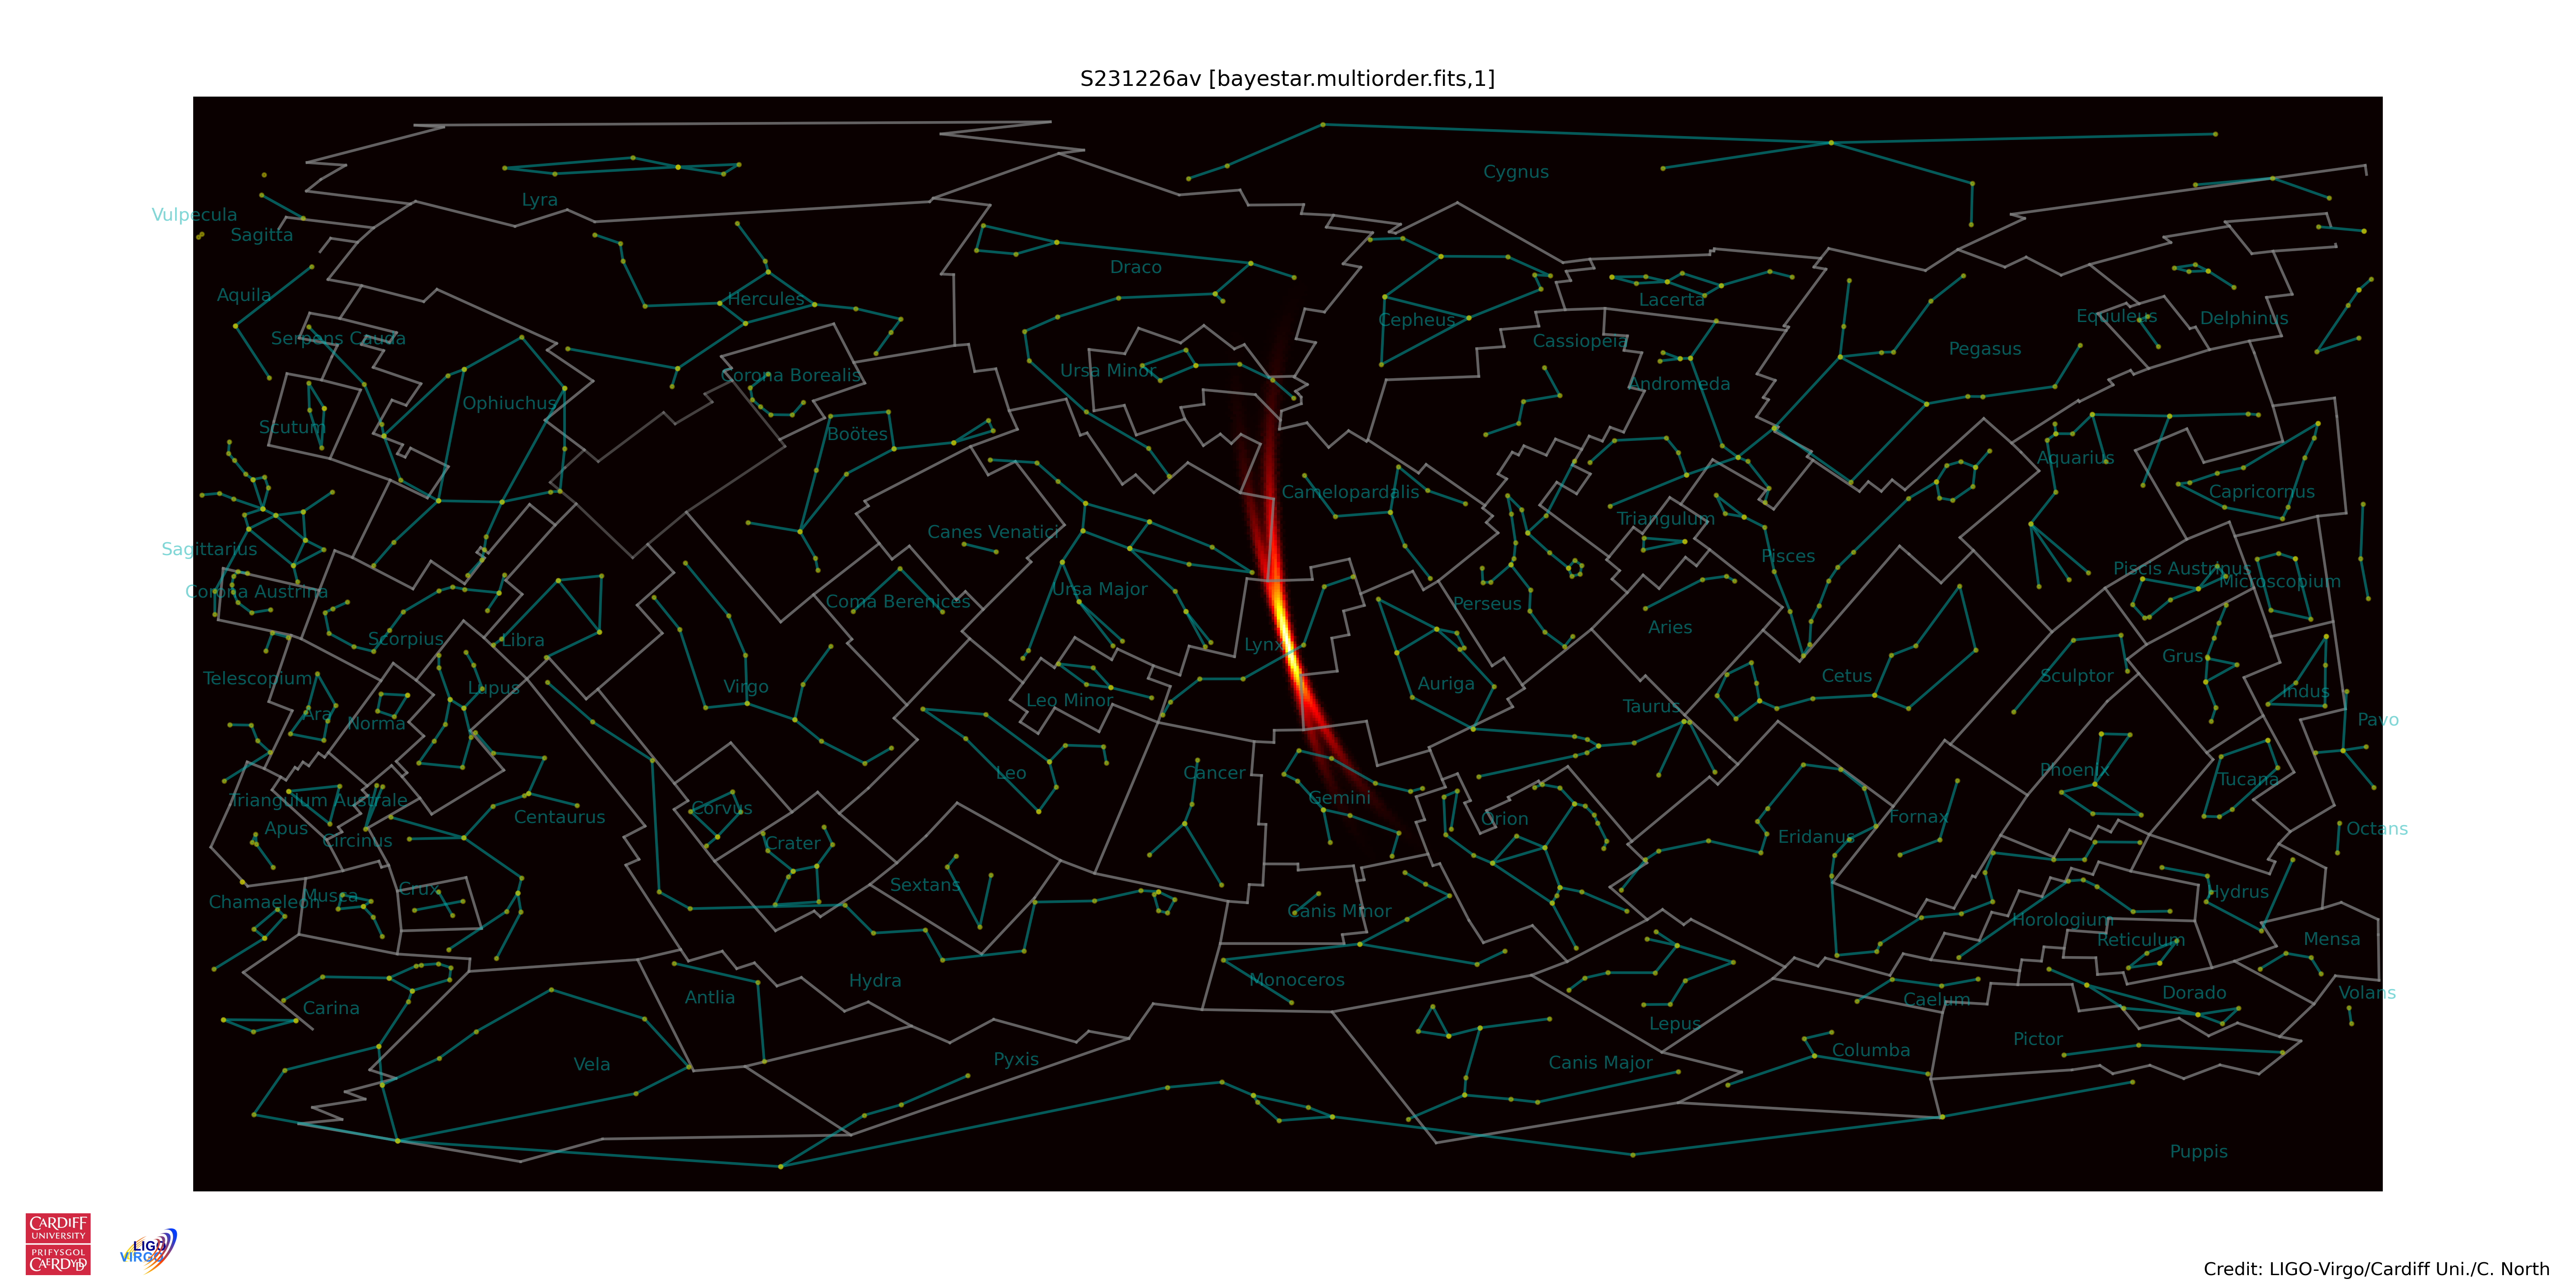 S231226av [bayestar.multiorder.fits,1]
Cygnus
Lyra
Vulpecula
Sagitta
Draco
Aquila
Hercules
Lacerta
Cepheus
Equuleus
Delphinus
Serpens Cauda
Cassiopeia
Pegasus
Ursa Minor
Corona Borealis
Andromeda
Ophiuchus
Scutum
Boötes
Aquarius
Camelopardalis
Capricornus
Triangulum
Canes Venatici
Sagittarius
Pisces
Piscis Austrinus
Microscopium
Corona Austrina
Ursa Major
Coma Berenices
Perseus
Scorpius
Libra
Aries
Lynx
Grus
Telescopium
Lupus
Virgo
Auriga
Cetus
Sculptor
Indus
Leo Minor
Taurus
Ara
Norma
Pavo
Leo
Cancer
Phoenix
Tucana
Triangulum Australe
Gemini
Corvus
Centaurus
Orion
Fornax
Apus
Circinus
Crater
Eridanus
Octans
Sextans
Crux
Musca
Chamaeleon
Hydrus
Canis Minor
Horologium
Reticulum
Mensa
Hydra
Monoceros
Antlia
Caelum
Dorado
Volans
Carina
Lepus
Pictor
Vela
Pyxis
Canis Major
Columba
Puppis
CARDIFF
UNIVERSITY
PRIFYSGOL
CAERDYDD
LIGO
VIRGO
Credit: LIGO-Virgo/Cardiff Uni./C. North